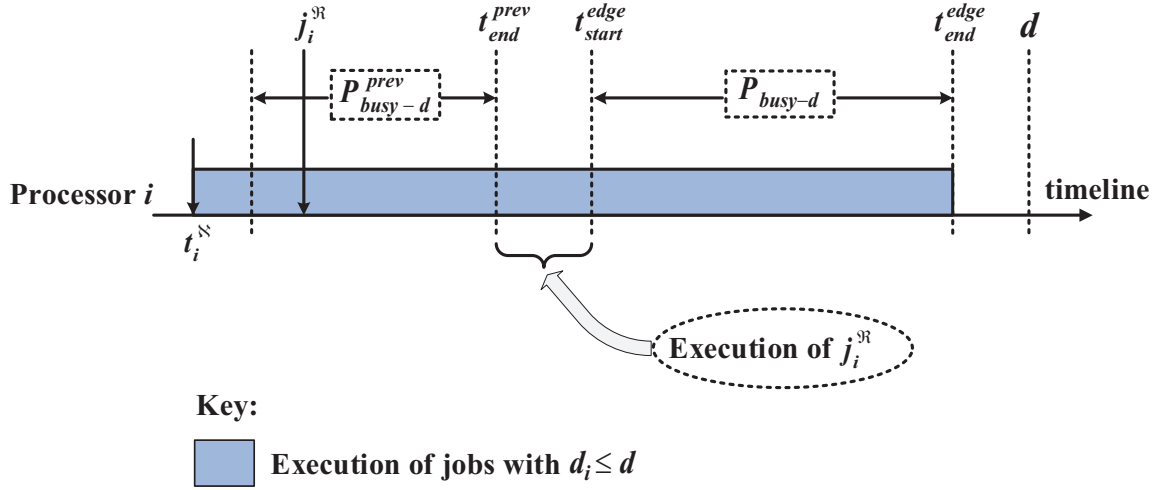 j_i^ℜ t_end^prev t_start^edge t_end^edge d
P_busy-d^prev P_busy-d
Processor i timeline
t_i^ℵ
Execution of j_i^ℜ
Key:
Execution of jobs with d_i ≤ d